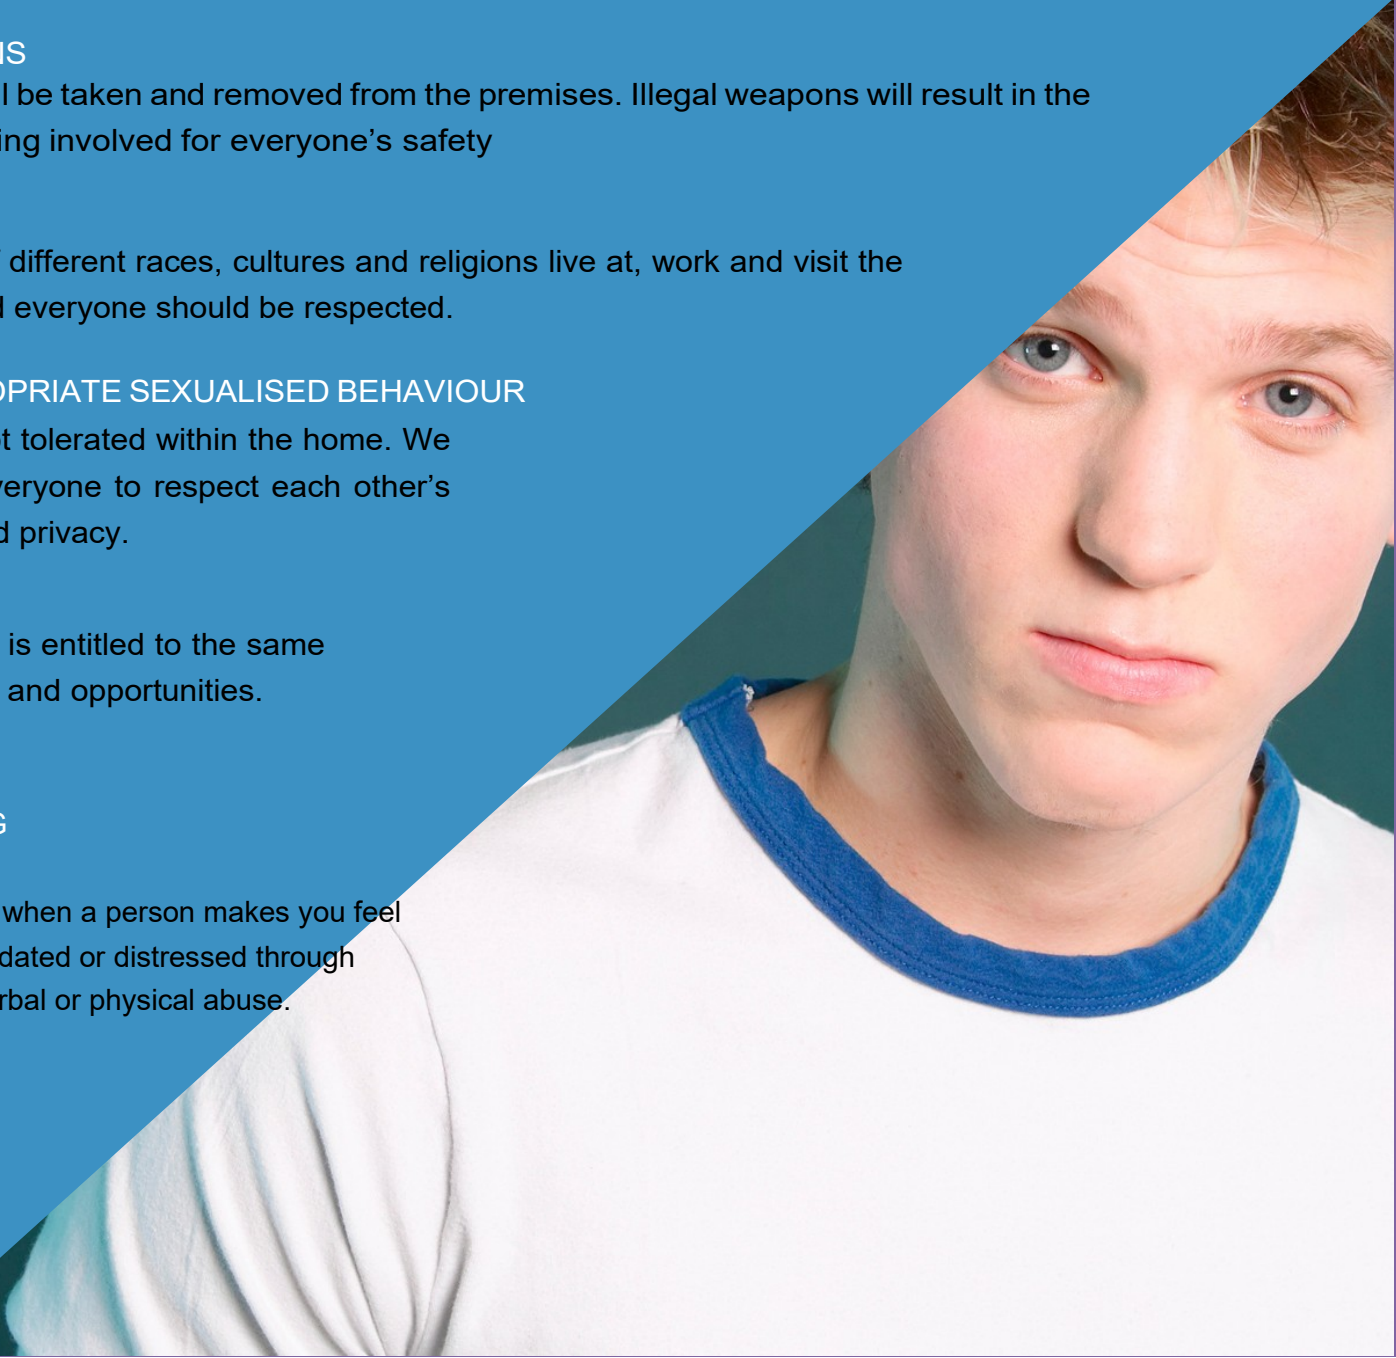 NS
l be taken and removed from the premises. Illegal weapons will result in the
ing involved for everyone’s safety
different races, cultures and religions live at, work and visit the
d everyone should be respected.
OPRIATE SEXUALISED BEHAVIOUR
t tolerated within the home. We
veryone to respect each other’s
d privacy.
is entitled to the same
and opportunities.
G
when a person makes you feel
dated or distressed through
rbal or physical abuse.